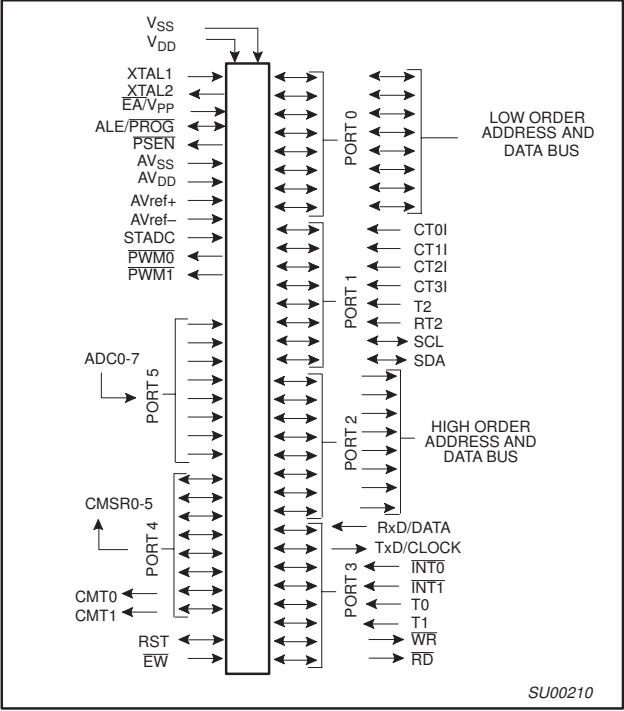 VSS
VDD
XTAL1
XTAL2
EA/VPP
ALE/PROG
PSEN
AVSS
AVDD
AVref+
AVref–
STADC
PWM0
PWM1
ADC0-7
PORT 5
CMSR0-5
PORT 4
CMT0
CMT1
RST
EW
PORT 0
LOW ORDER
ADDRESS AND
DATA BUS
PORT 1
CT0I
CT1I
CT2I
CT3I
T2
RT2
SCL
SDA
PORT 2
HIGH ORDER
ADDRESS AND
DATA BUS
PORT 3
RxD/DATA
TxD/CLOCK
INT0
INT1
T0
T1
WR
RD
SU00210